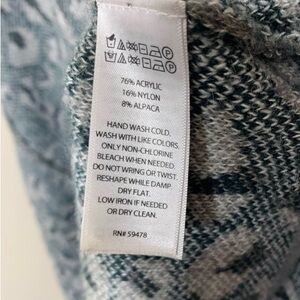 76% ACRYLIC
16% NYLON
8% ALPACA
HAND WASH COLD.
WASH WITH LIKE COLORS.
ONLY NON-CHLORINE
BLEACH WHEN NEEDED.
DO NOT WRING OR TWIST.
RESHAPE WHILE DAMP
DRY FLAT.
LOW IRON IF NEEDED
OR DRY CLEAN.
RN# 59478